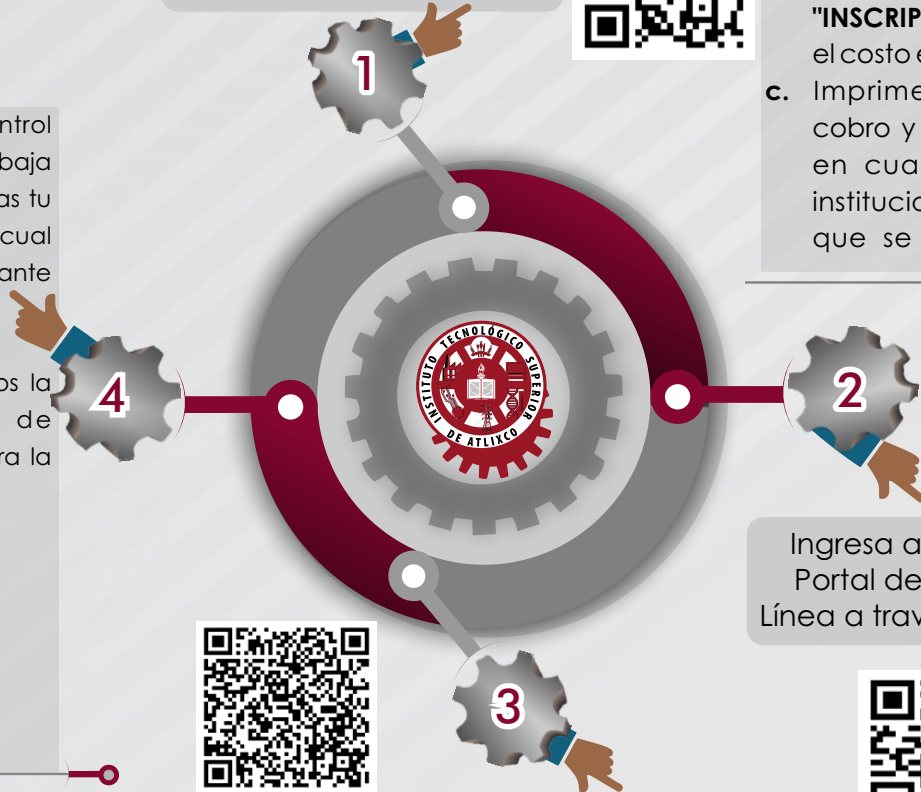 1
"INSCRIP
el costo e
c. Imprime
cobro y
en cua
institucio
que se
ntrol
baja
as tu
cual
ante
os la
de
ra la
4
INSTITUTO TECNOLÓGICO SUPERIOR
DE ATLIXCO
2
Ingresa a
Portal de
Línea a trav
3